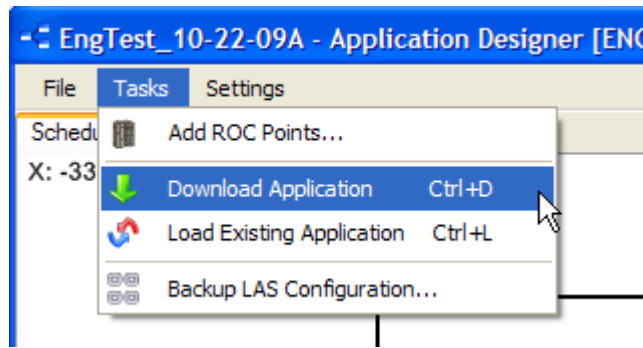 EngTest_10-22-09A - Application Designer [ENG
File Tasks Settings
Schedu
Add ROC Points...
X: -33
Download Application Ctrl+D
Load Existing Application Ctrl+L
Backup LAS Configuration...